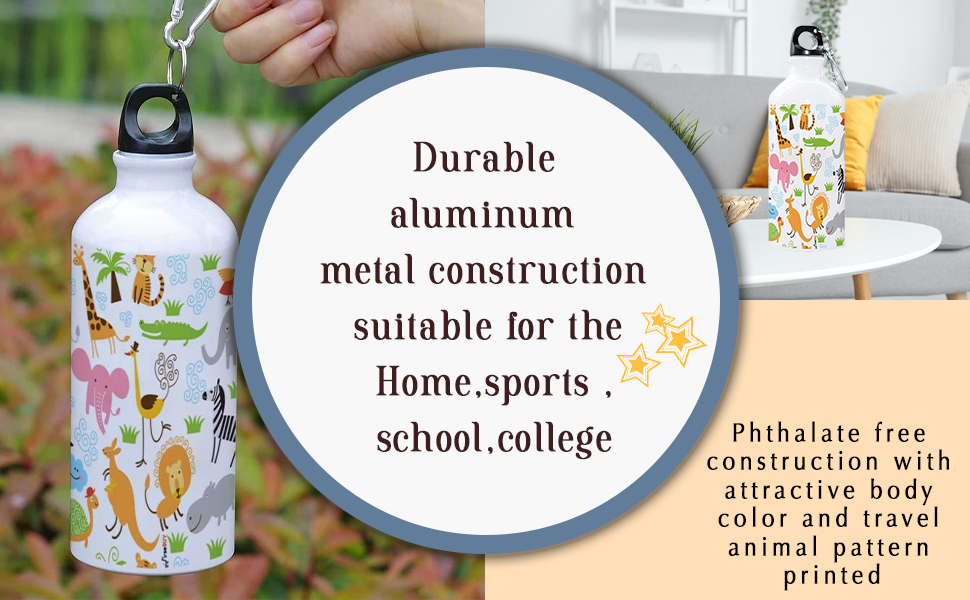 Durable
aluminum
metal construction
suitable for the
Home,sports ,
school,college
Phthalate free
construction with
attractive body
color and travel
animal pattern
printed